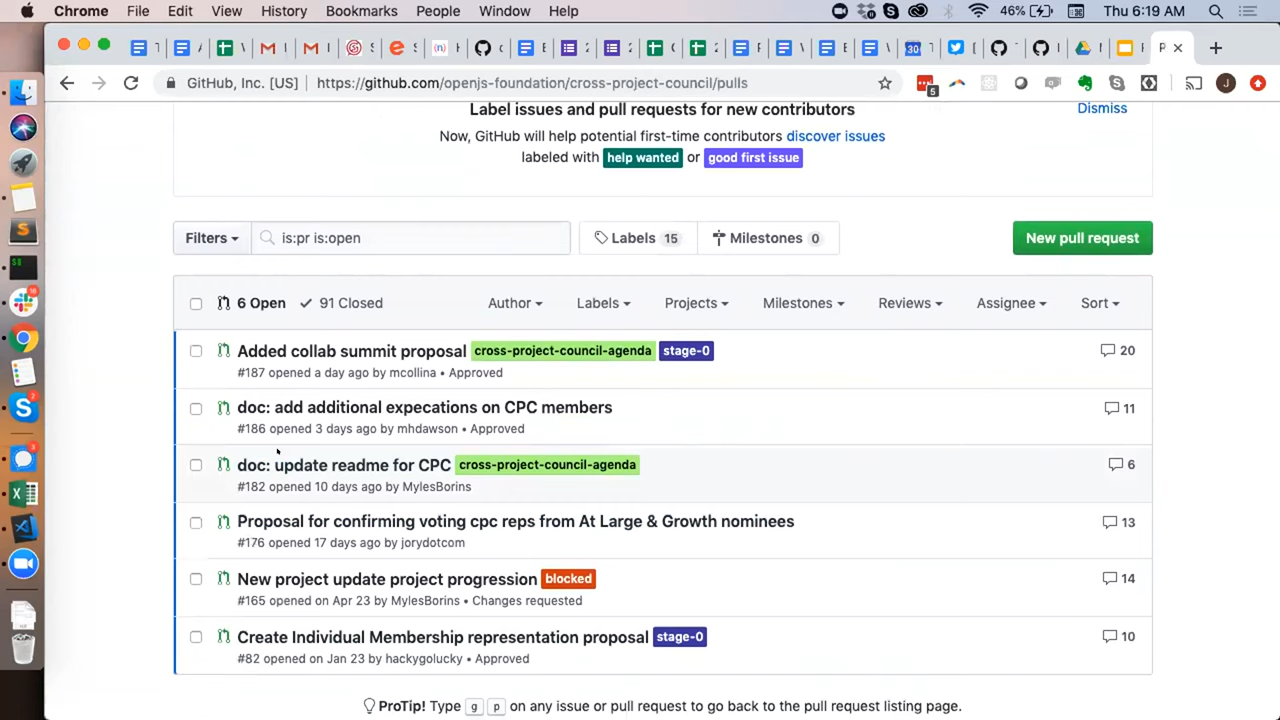 Chrome File Edit View History Bookmarks People Window Help 46% Thu 6:19 AM
GitHub, Inc. [US] https://github.com/openjs-foundation/cross-project-council/pulls
Label issues and pull requests for new contributors Dismiss
Now, GitHub will help potential first-time contributors discover issues
labeled with help wanted or good first issue
Filters is:pr is:open Labels 15 Milestones 0 New pull request
6 Open 91 Closed Author Labels Projects Milestones Reviews Assignee Sort
Added collab summit proposal cross-project-council-agenda stage-0 20
#187 opened a day ago by mcollina • Approved
doc: add additional expecations on CPC members 11
#186 opened 3 days ago by mhdawson • Approved
doc: update readme for CPC cross-project-council-agenda 6
#182 opened 10 days ago by MylesBorins
Proposal for confirming voting cpc reps from At Large & Growth nominees 13
#176 opened 17 days ago by jorydotcom
New project update project progression blocked 14
#165 opened on Apr 23 by MylesBorins • Changes requested
Create Individual Membership representation proposal stage-0 10
#82 opened on Jan 23 by hackygolucky • Approved
ProTip! Type g p on any issue or pull request to go back to the pull request listing page.